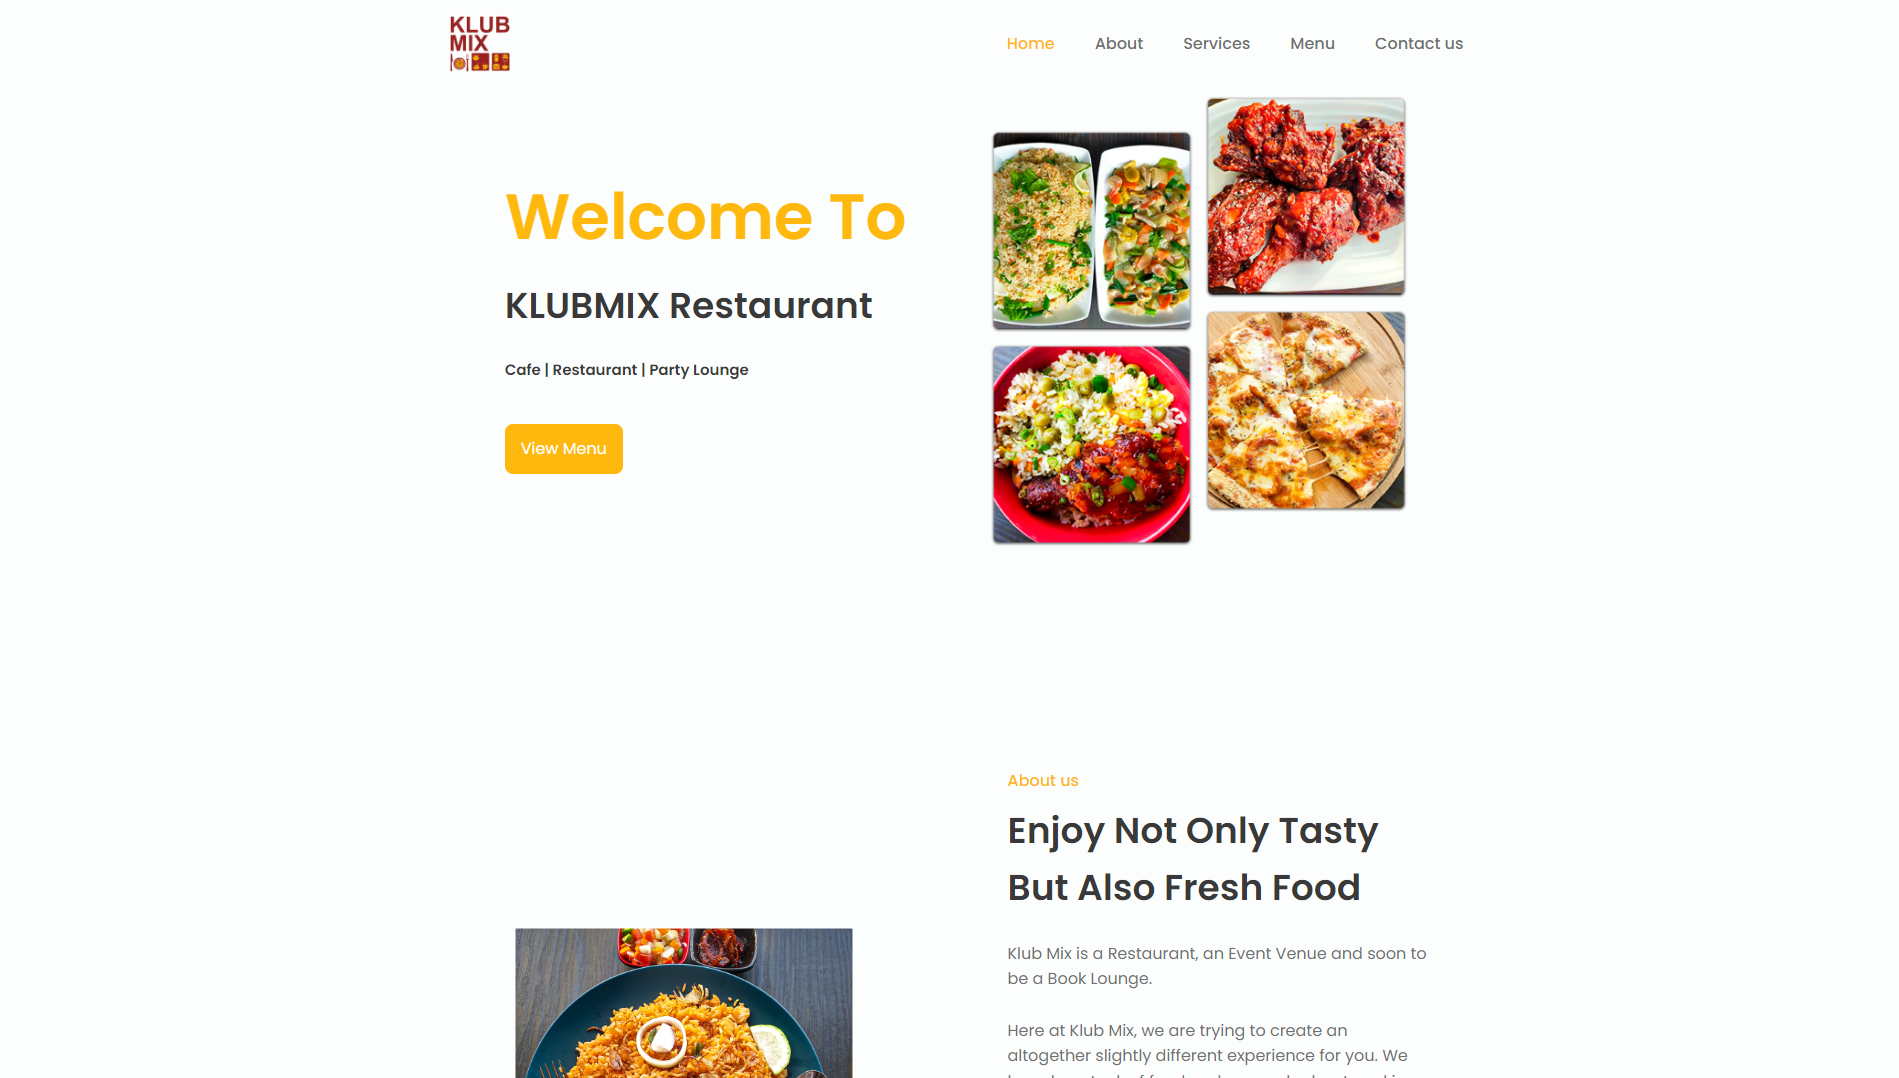 KLUB
MIX
Home
About
Services
Menu
Contact us
Welcome To
KLUBMIX Restaurant
Cafe | Restaurant | Party Lounge
View Menu
About us
Enjoy Not Only Tasty
But Also Fresh Food
Klub Mix is a Restaurant, an Event Venue and soon to
be a Book Lounge.
Here at Klub Mix, we are trying to create an
altogether slightly different experience for you. We